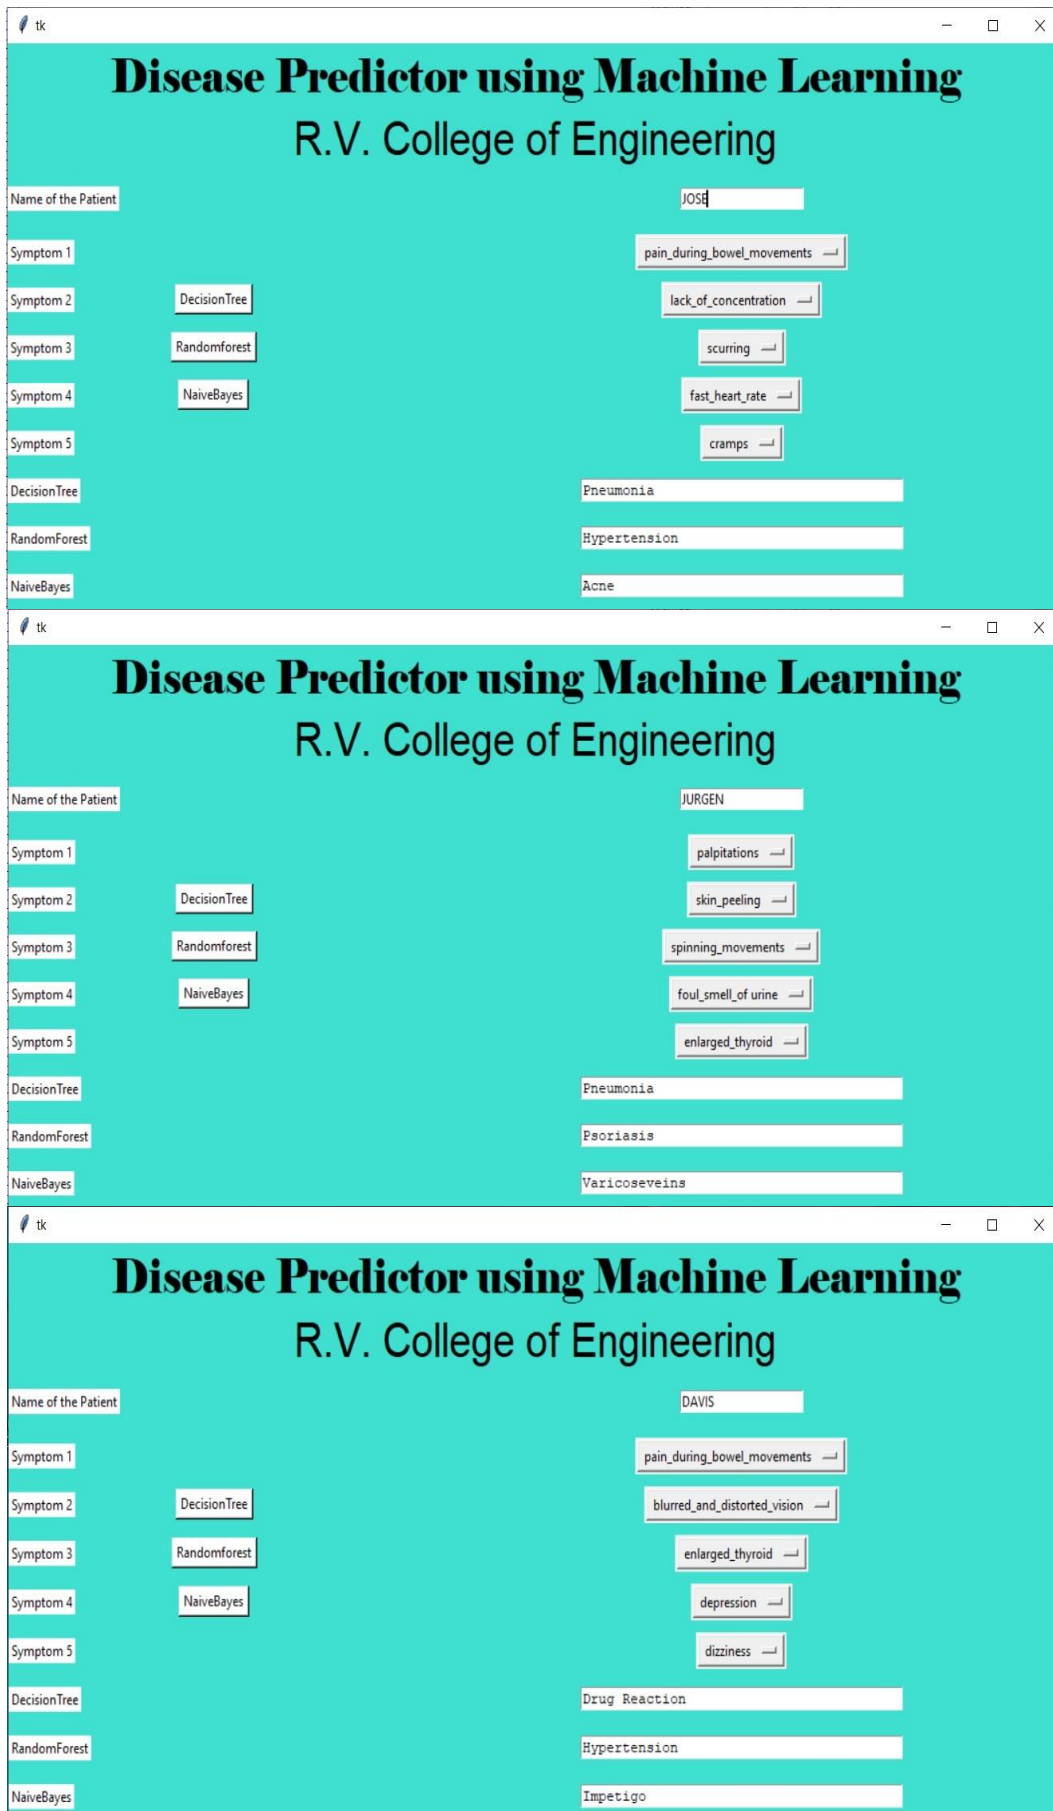 tk
Disease Predictor using Machine Learning
R.V. College of Engineering
Name of the Patient JOSE
Symptom 1 pain_during_bowel_movements
Symptom 2 DecisionTree lack_of_concentration
Symptom 3 Randomforest scurring
Symptom 4 NaiveBayes fast_heart_rate
Symptom 5 cramps
DecisionTree Pneumonia
RandomForest Hypertension
NaiveBayes Acne
tk
Disease Predictor using Machine Learning
R.V. College of Engineering
Name of the Patient JURGEN
Symptom 1 palpitations
Symptom 2 DecisionTree skin_peeling
Symptom 3 Randomforest spinning_movements
Symptom 4 NaiveBayes foul_smell_of urine
Symptom 5 enlarged_thyroid
DecisionTree Pneumonia
RandomForest Psoriasis
NaiveBayes Varicoseveins
tk
Disease Predictor using Machine Learning
R.V. College of Engineering
Name of the Patient DAVIS
Symptom 1 pain_during_bowel_movements
Symptom 2 DecisionTree blurred_and_distorted_vision
Symptom 3 Randomforest enlarged_thyroid
Symptom 4 NaiveBayes depression
Symptom 5 dizziness
DecisionTree Drug Reaction
RandomForest Hypertension
NaiveBayes Impetigo